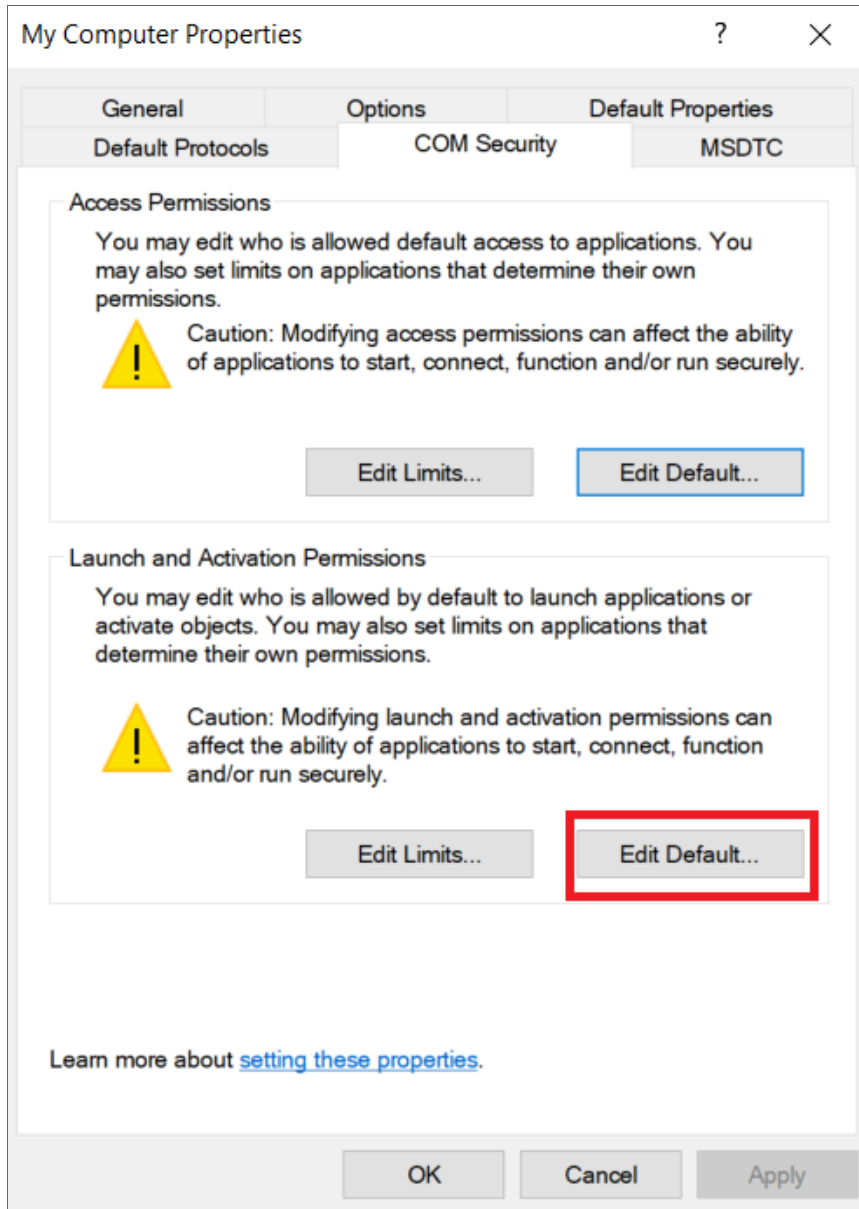 My Computer Properties ?
General Options Default Properties
Default Protocols COM Security MSDTC
Access Permissions
You may edit who is allowed default access to applications. You
may also set limits on applications that determine their own
permissions.
Caution: Modifying access permissions can affect the ability
of applications to start, connect, function and/or run securely.
Edit Limits... Edit Default...
Launch and Activation Permissions
You may edit who is allowed by default to launch applications or
activate objects. You may also set limits on applications that
determine their own permissions.
Caution: Modifying launch and activation permissions can
affect the ability of applications to start, connect, function
and/or run securely.
Edit Limits... Edit Default...
Learn more about setting these properties.
OK Cancel Apply